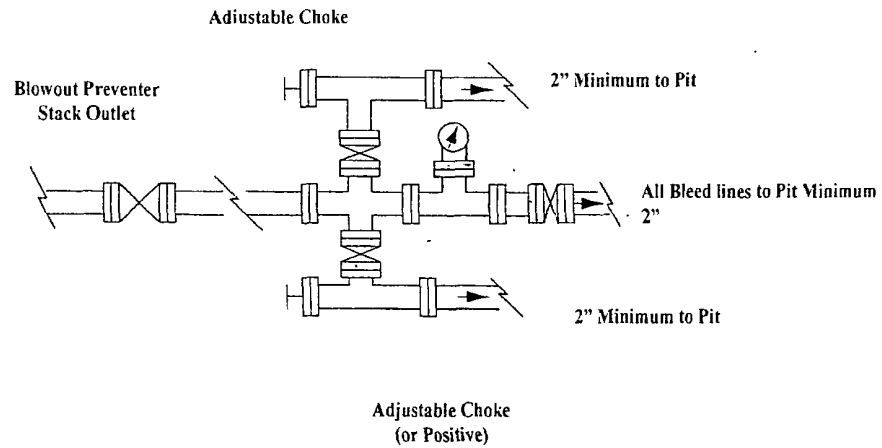 Adjustable Choke
2” Minimum to Pit
Blowout Preventer
Stack Outlet
All Bleed lines to Pit Minimum
2”
2” Minimum to Pit
Adjustable Choke
(or Positive)